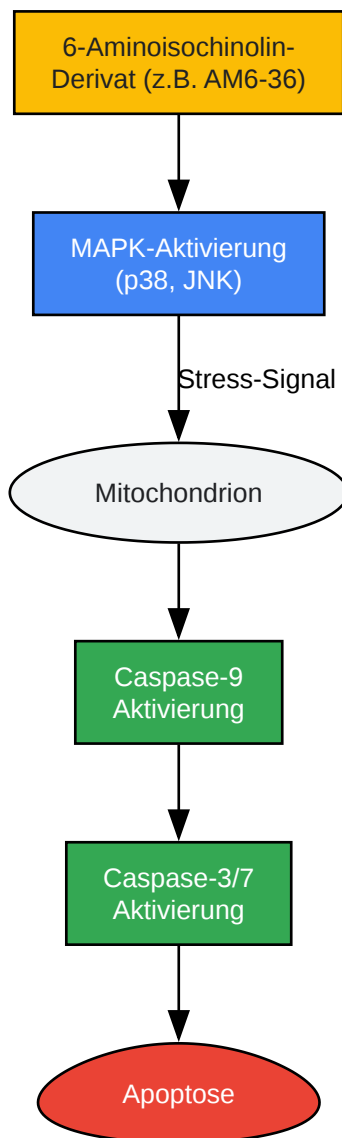 6-Aminoisochinolin-
Derivat (z.B. AM6-36)
MAPK-Aktivierung
(p38, JNK)
Stress-Signal
Mitochondrion
Caspase-9
Aktivierung
Caspase-3/7
Aktivierung
Apoptose